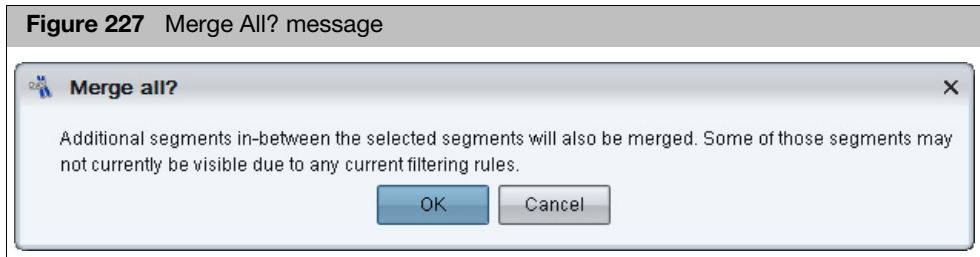 Figure 227 Merge All? message
Merge all?
Additional segments in-between the selected segments will also be merged. Some of those segments may
not currently be visible due to any current filtering rules.
OK Cancel